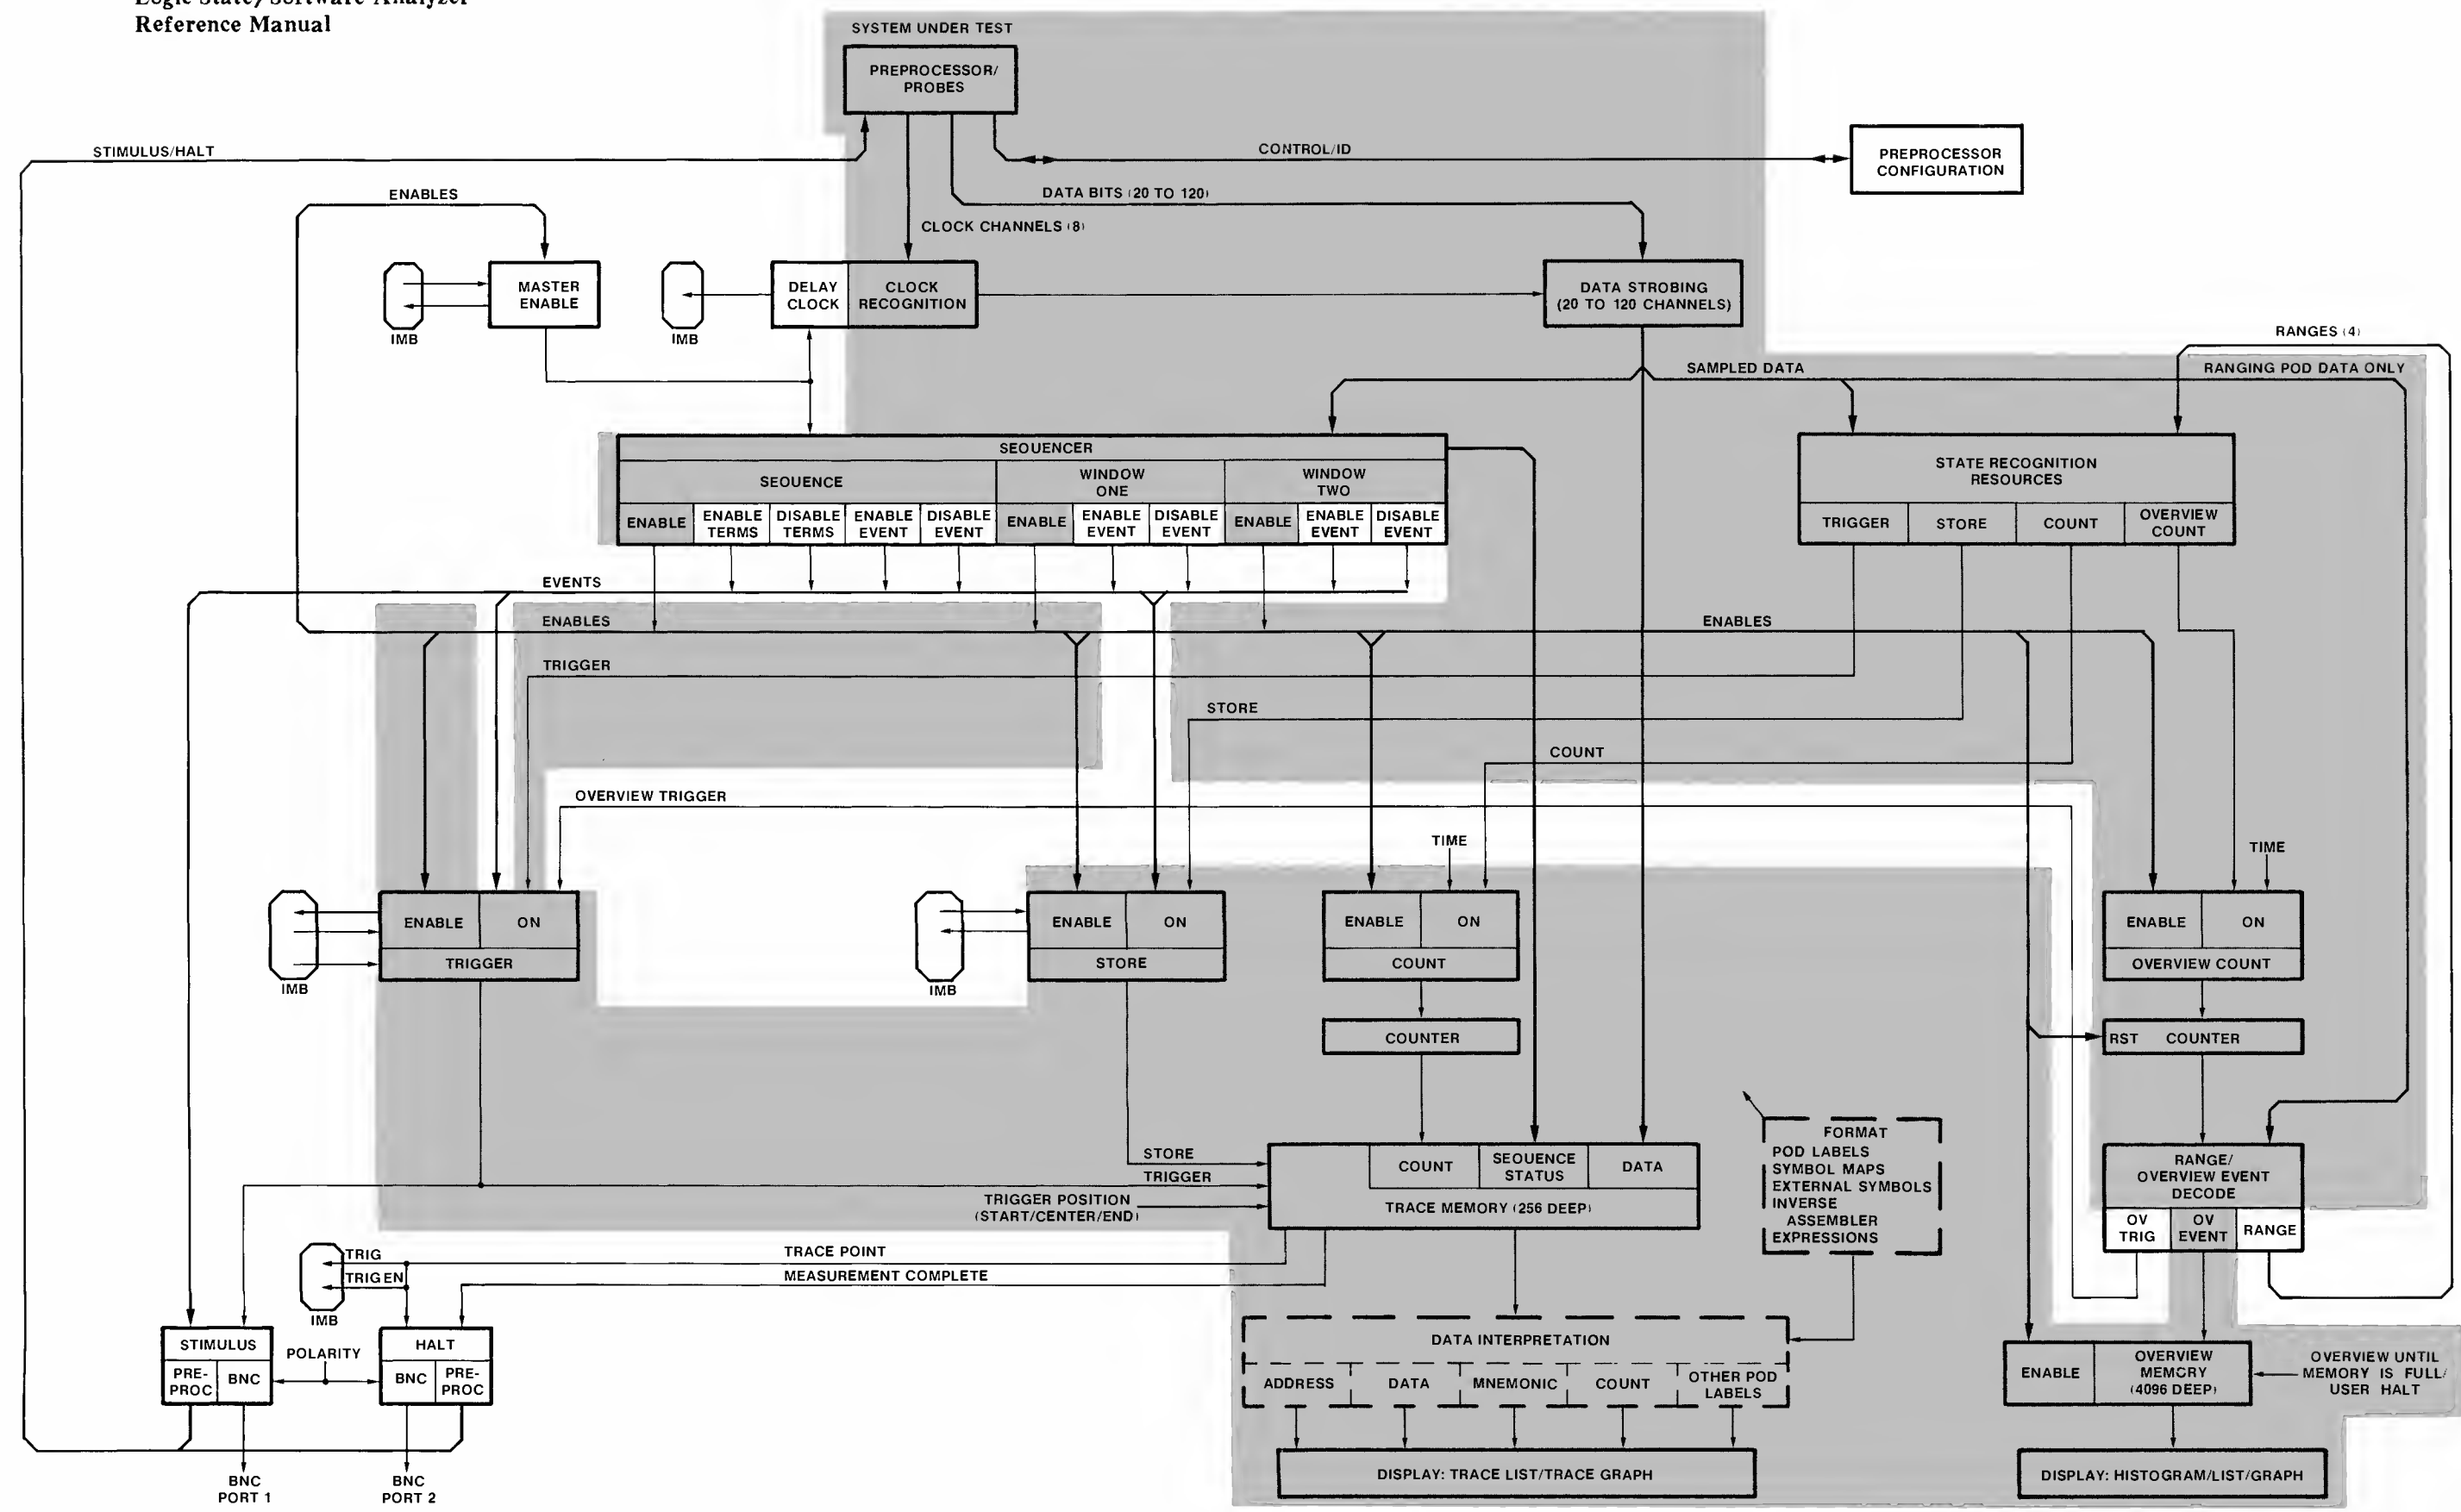 Logic State/Software Analyzer
Reference Manual
SYSTEM UNDER TEST
PREPROCESSOR/
PROBES
STIMULUS/HALT
CONTROL/ID
PREPROCESSOR
CONFIGURATION
ENABLES
DATA BITS (20 TO 120)
CLOCK CHANNELS (8)
MASTER
ENABLE
IMB
DELAY
CLOCK
CLOCK
RECOGNITION
IMB
DATA STROBING
(20 TO 120 CHANNELS)
RANGES (4)
SAMPLED DATA
RANGING POD DATA ONLY
SEQUENCER
SEQUENCE
WINDOW
ONE
WINDOW
TWO
ENABLE
ENABLE
TERMS
DISABLE
TERMS
ENABLE
EVENT
DISABLE
EVENT
ENABLE
ENABLE
EVENT
DISABLE
EVENT
ENABLE
ENABLE
EVENT
DISABLE
EVENT
STATE RECOGNITION
RESOURCES
TRIGGER
STORE
COUNT
OVERVIEW
COUNT
EVENTS
ENABLES
ENABLES
TRIGGER
STORE
COUNT
OVERVIEW TRIGGER
TIME
TIME
IMB
ENABLE
ON
TRIGGER
IMB
ENABLE
ON
STORE
ENABLE
ON
COUNT
ENABLE
ON
OVERVIEW COUNT
COUNTER
RST COUNTER
STORE
TRIGGER
TRIGGER POSITION
(START/CENTER/END)
COUNT
SEQUENCE
STATUS
DATA
TRACE MEMORY (256 DEEP)
FORMAT
POD LABELS
SYMBOL MAPS
EXTERNAL SYMBOLS
INVERSE
ASSEMBLER
EXPRESSIONS
RANGE/
OVERVIEW EVENT
DECODE
OV
TRIG
OV
EVENT
RANGE
TRIG
TRIGEN
IMB
TRACE POINT
MEASUREMENT COMPLETE
STIMULUS
PRE-
PROC
BNC
POLARITY
HALT
BNC
PRE-
PROC
BNC
PORT 1
BNC
PORT 2
DATA INTERPRETATION
ADDRESS
DATA
MNEMONIC
COUNT
OTHER POD
LABELS
DISPLAY: TRACE LIST/TRACE GRAPH
ENABLE
OVERVIEW
MEMORY
(4096 DEEP)
OVERVIEW UNTIL
MEMORY IS FULL/
USER HALT
DISPLAY: HISTOGRAM/LIST/GRAPH